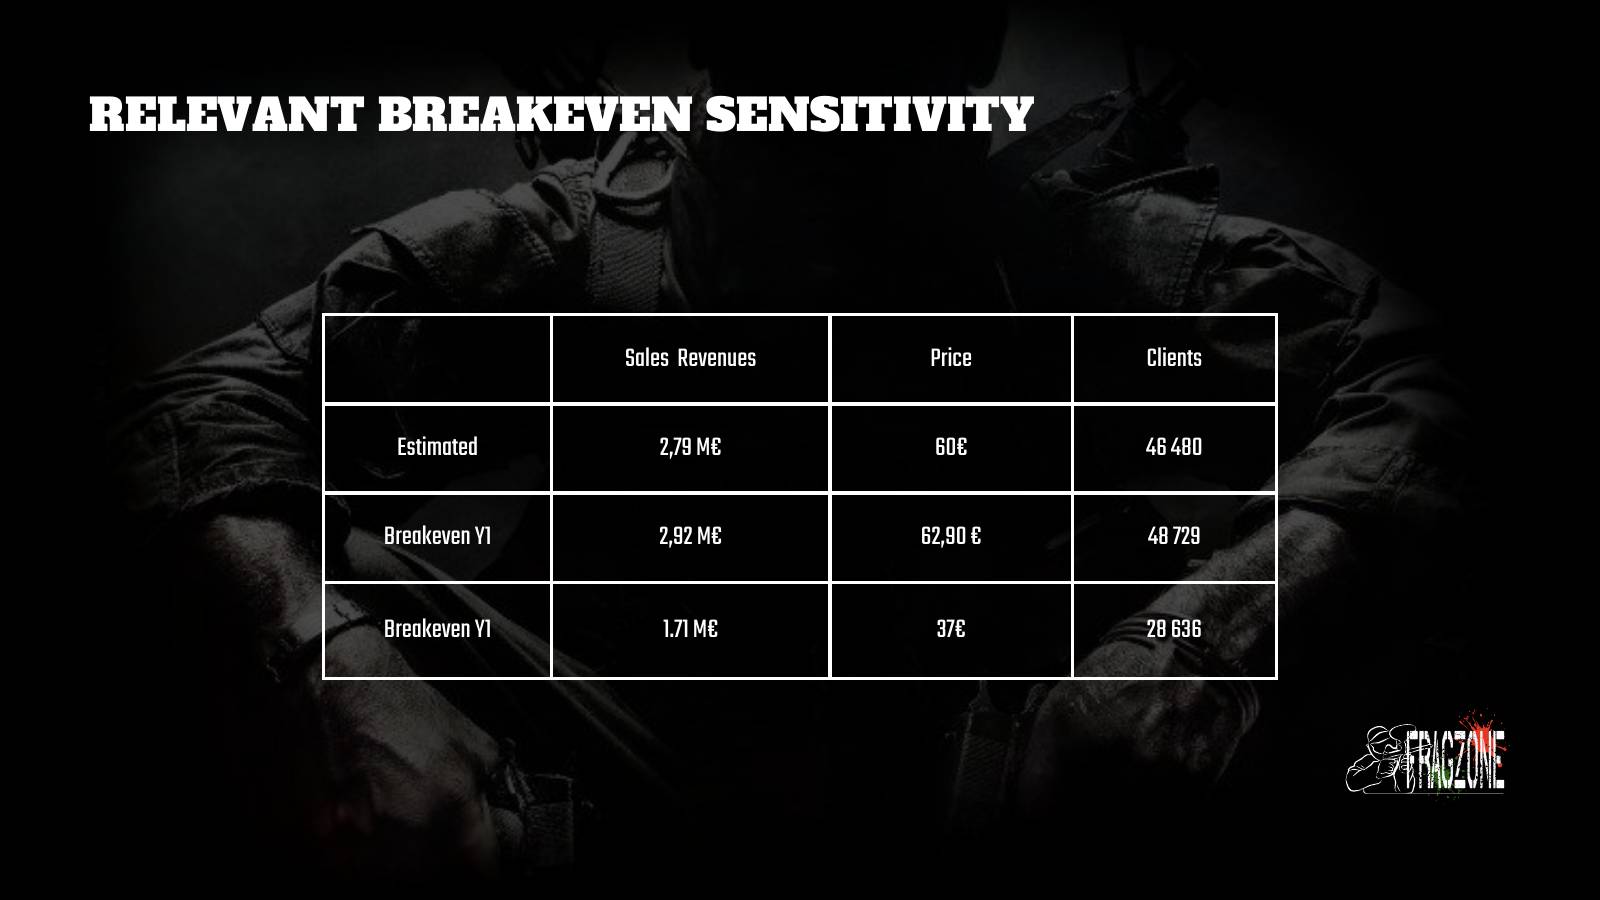 RELEVANT BREAKEVEN SENSITIVITY
Sales Revenues Price Clients
Estimated 2,79 M€ 60€ 46 480
Breakeven Y1 2,92 M€ 62,90 € 48 729
Breakeven Y1 1.71 M€ 37€ 28 636
FRAGZONE